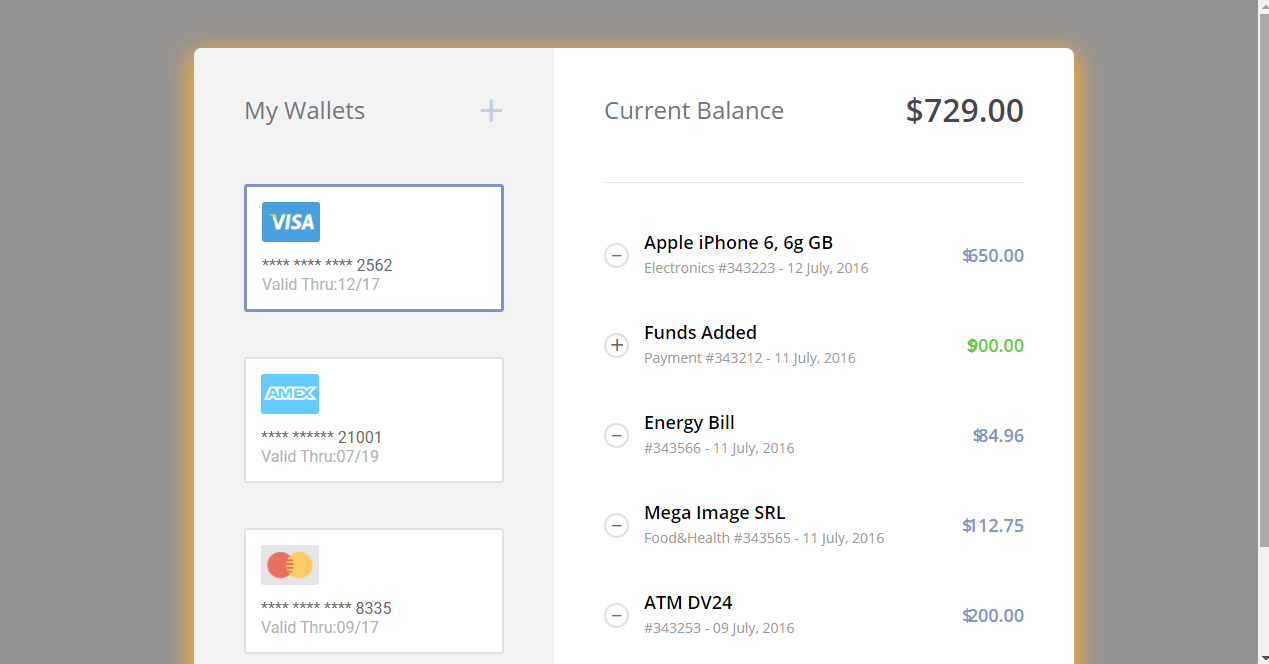 My Wallets
VISA
**** **** **** 2562
Valid Thru:12/17
AMEX
**** ****** 21001
Valid Thru:07/19
**** **** **** 8335
Valid Thru:09/17
Current Balance $729.00
Apple iPhone 6, 6g GB
Electronics #343223 - 12 July, 2016
$650.00
Funds Added
Payment #343212 - 11 July, 2016
$900.00
Energy Bill
#343566 - 11 July, 2016
$84.96
Mega Image SRL
Food&Health #343565 - 11 July, 2016
$112.75
ATM DV24
#343253 - 09 July, 2016
$200.00